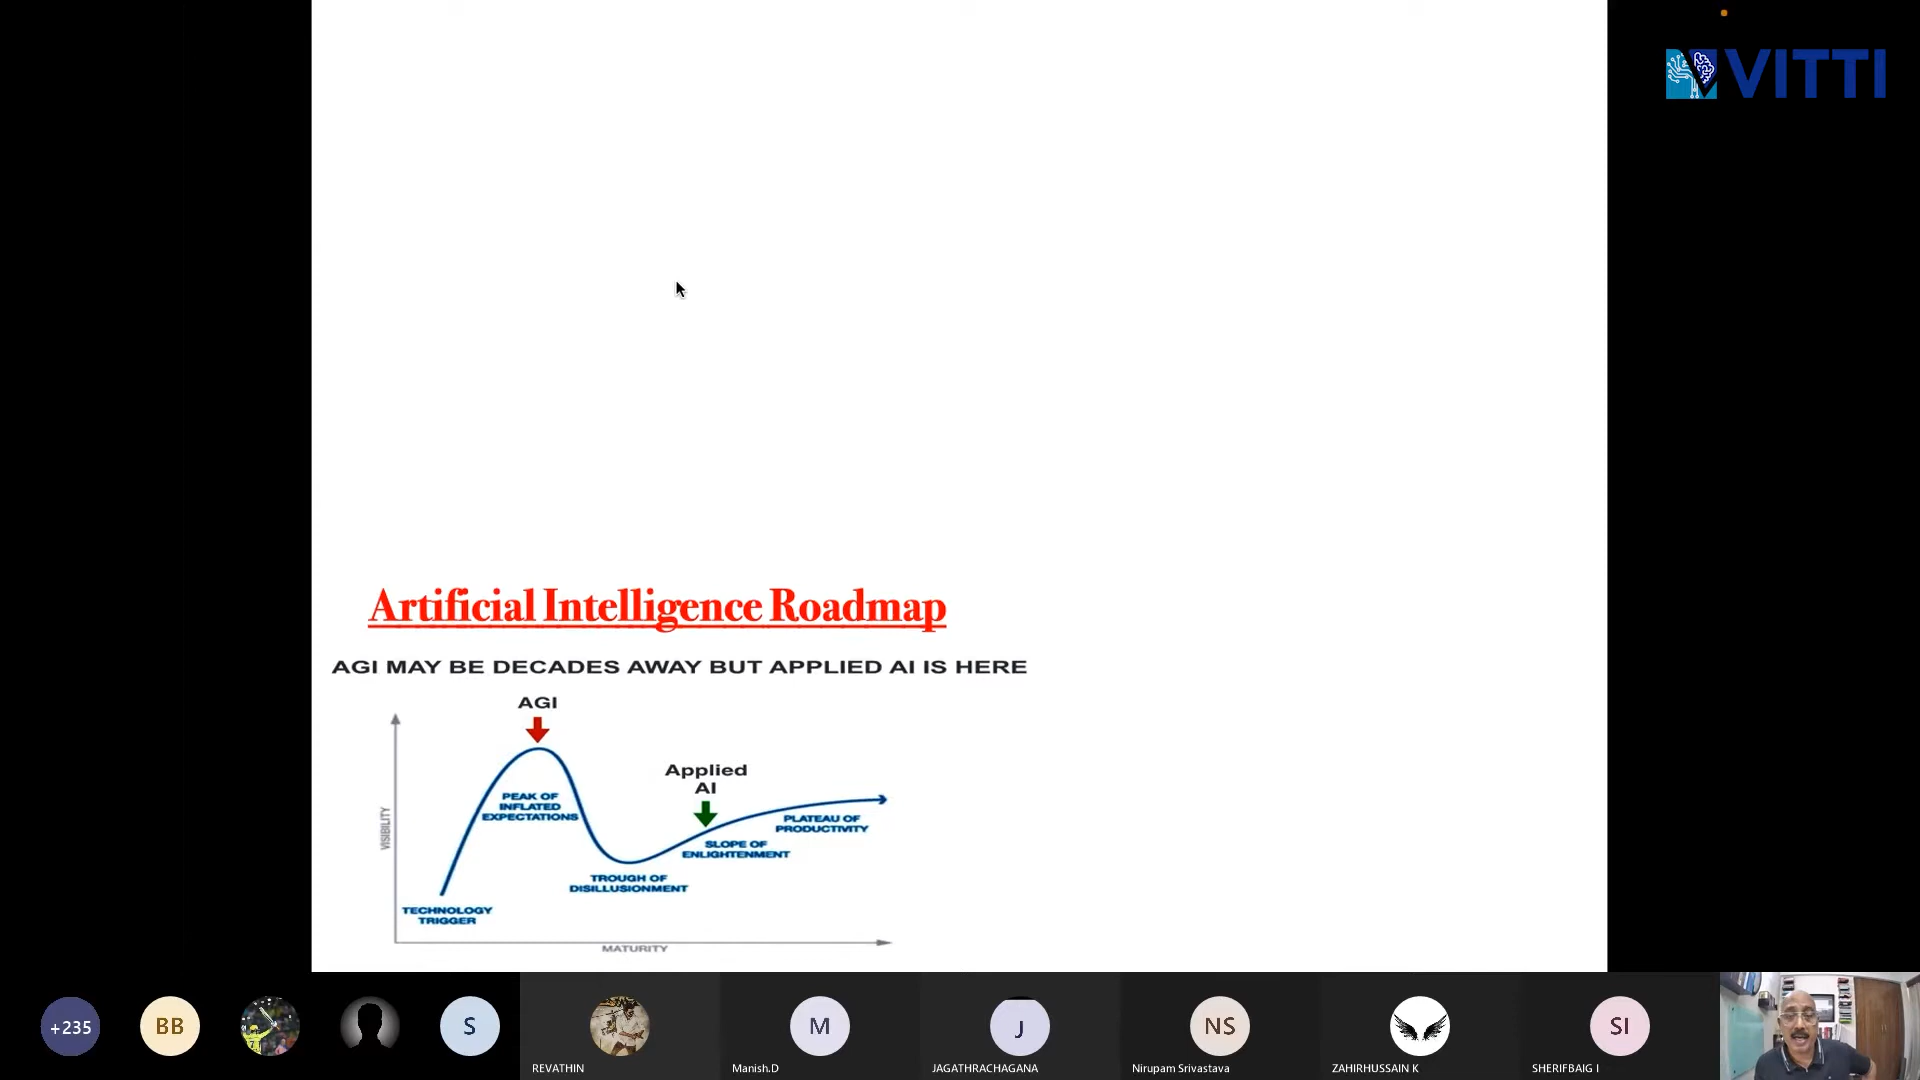 VITTI
Artificial Intelligence Roadmap
AGI MAY BE DECADES AWAY BUT APPLIED AI IS HERE
AGI
Applied
AI
VISIBILITY
PEAK OF
INFLATED
EXPECTATIONS
PLATEAU OF
PRODUCTIVITY
SLOPE OF
ENLIGHTENMENT
TROUGH OF
DISILLUSIONMENT
TECHNOLOGY
TRIGGER
MATURITY
+235
BB
S
M
J
NS
SI
REVATHIN
Manish.D
JAGATHRACHAGANA
Nirupam Srivastava
ZAHIRHUSSAIN K
SHERIFBAIG I